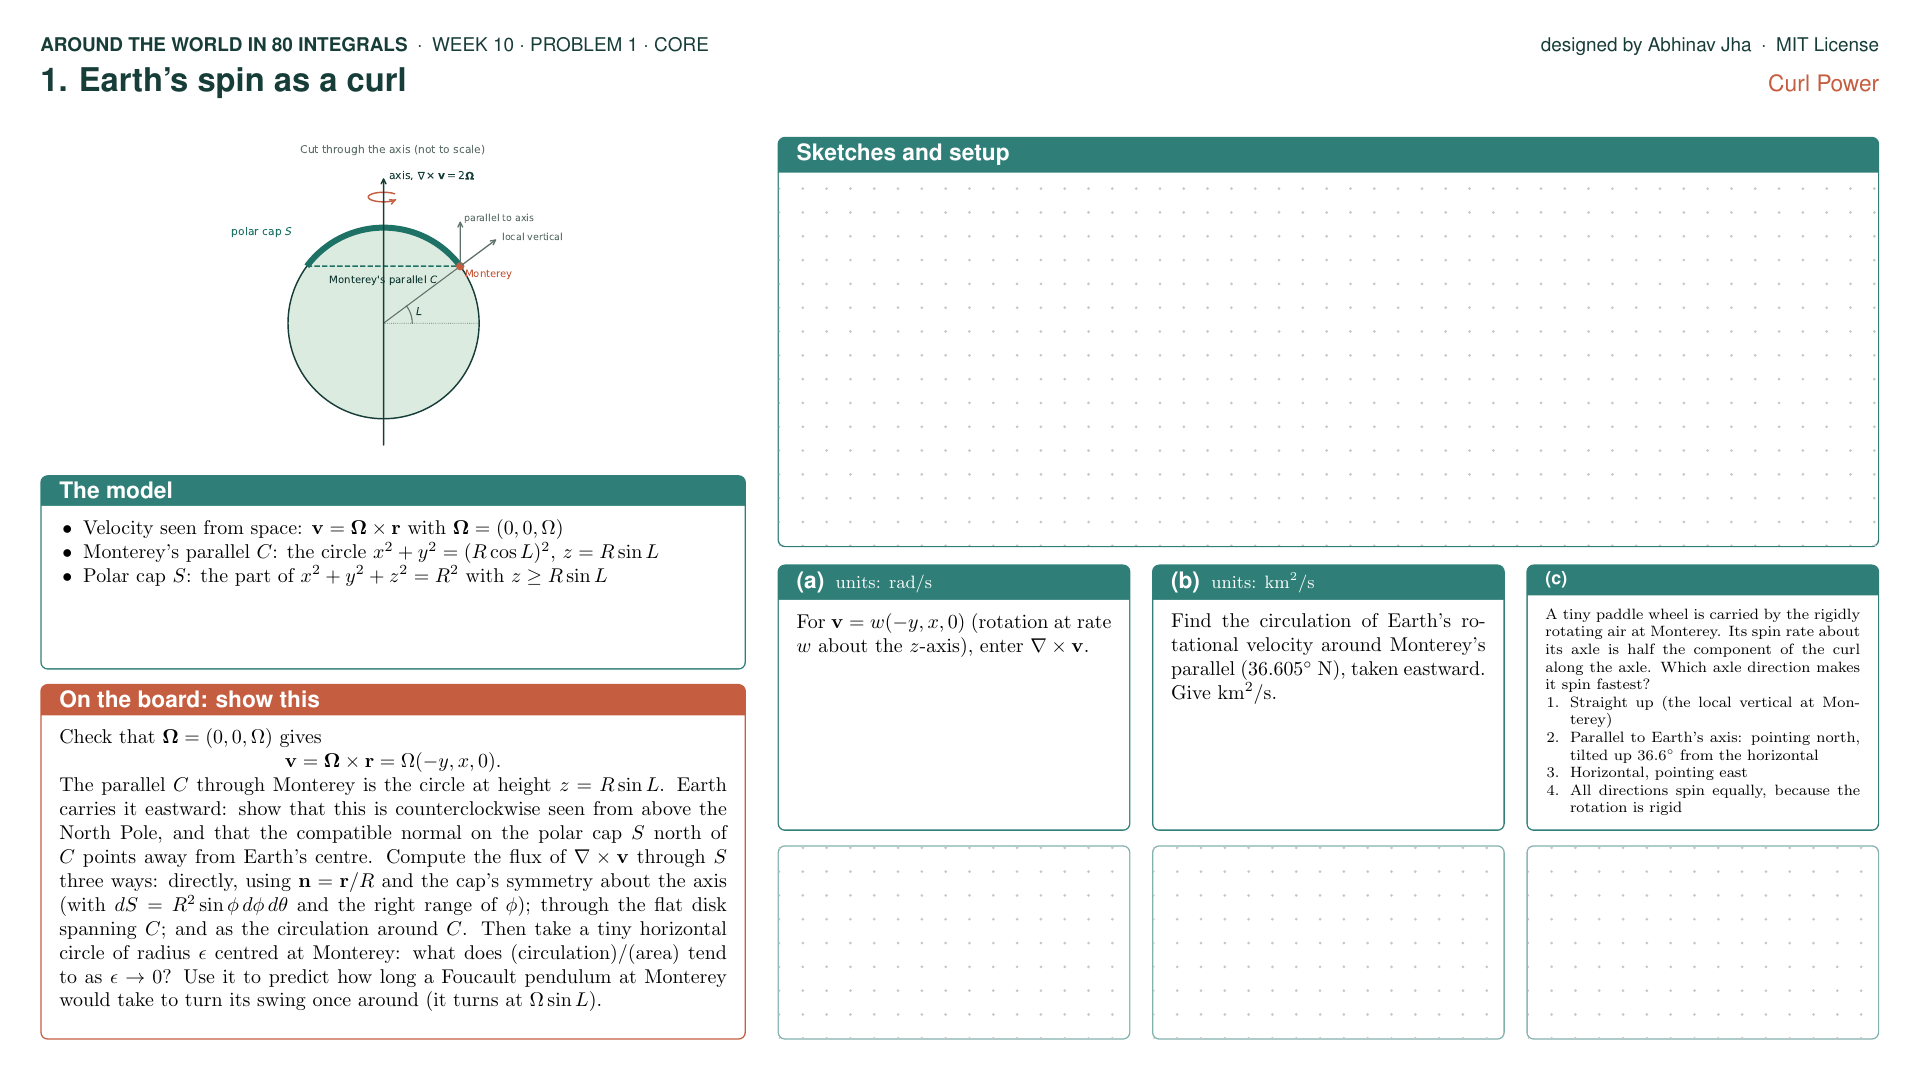 AROUND THE WORLD IN 80 INTEGRALS · WEEK 10 · PROBLEM 1 · CORE
designed by Abhinav Jha · MIT License
1. Earth's spin as a curl
Curl Power
Cut through the axis (not to scale)
axis, ∇ × v = 2Ω
parallel to axis
polar cap S
local vertical
Monterey
Monterey's parallel C
L
The model
• Velocity seen from space: v = Ω × r with Ω = (0, 0, Ω)
• Monterey's parallel C: the circle x² + y² = (R cos L)², z = R sin L
• Polar cap S: the part of x² + y² + z² = R² with z ≥ R sin L
On the board: show this
Check that Ω = (0, 0, Ω) gives
v = Ω × r = Ω(−y, x, 0).
The parallel C through Monterey is the circle at height z = R sin L. Earth
carries it eastward: show that this is counterclockwise seen from above the
North Pole, and that the compatible normal on the polar cap S north of
C points away from Earth's centre. Compute the flux of ∇ × v through S
three ways: directly, using n = r/R and the cap's symmetry about the axis
(with dS = R² sin ϕ dϕ dθ and the right range of ϕ); through the flat disk
spanning C; and as the circulation around C. Then take a tiny horizontal
circle of radius ϵ centred at Monterey: what does (circulation)/(area) tend
to as ϵ → 0? Use it to predict how long a Foucault pendulum at Monterey
would take to turn its swing once around (it turns at Ω sin L).
Sketches and setup
(a) units: rad/s
For v = w(−y, x, 0) (rotation at rate
w about the z-axis), enter ∇ × v.
(b) units: km²/s
Find the circulation of Earth's ro-
tational velocity around Monterey's
parallel (36.605° N), taken eastward.
Give km²/s.
(c)
A tiny paddle wheel is carried by the rigidly
rotating air at Monterey. Its spin rate about
its axle is half the component of the curl
along the axle. Which axle direction makes
it spin fastest?
1. Straight up (the local vertical at Mon-
terey)
2. Parallel to Earth's axis: pointing north,
tilted up 36.6° from the horizontal
3. Horizontal, pointing east
4. All directions spin equally, because the
rotation is rigid